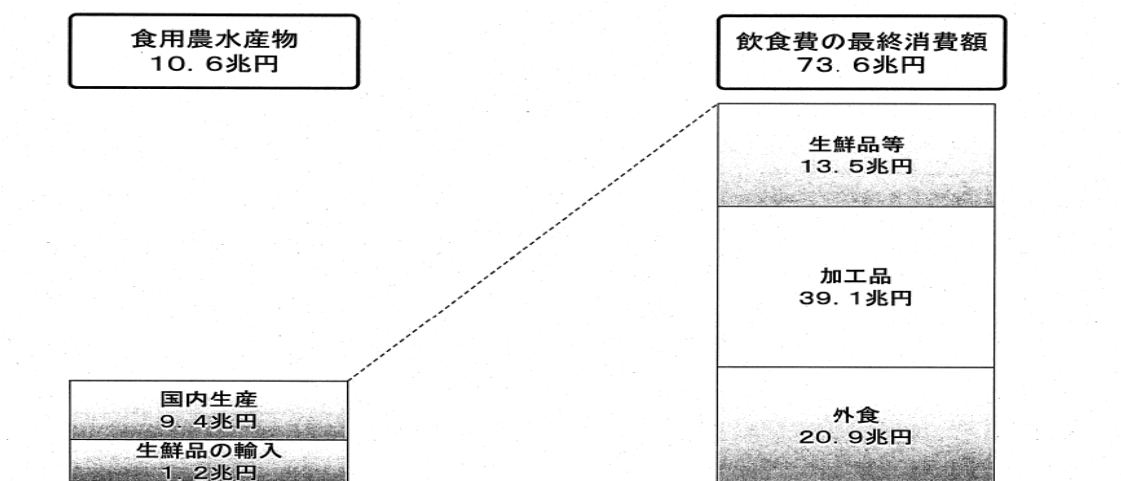 食用農水産物
10.6兆円
飲食費の最終消費額
73.6兆円
生鮮品等
13.5兆円
加工品
39.1兆円
国内生産
9.4兆円
生鮮品の輸入
1.2兆円
外食
20.9兆円